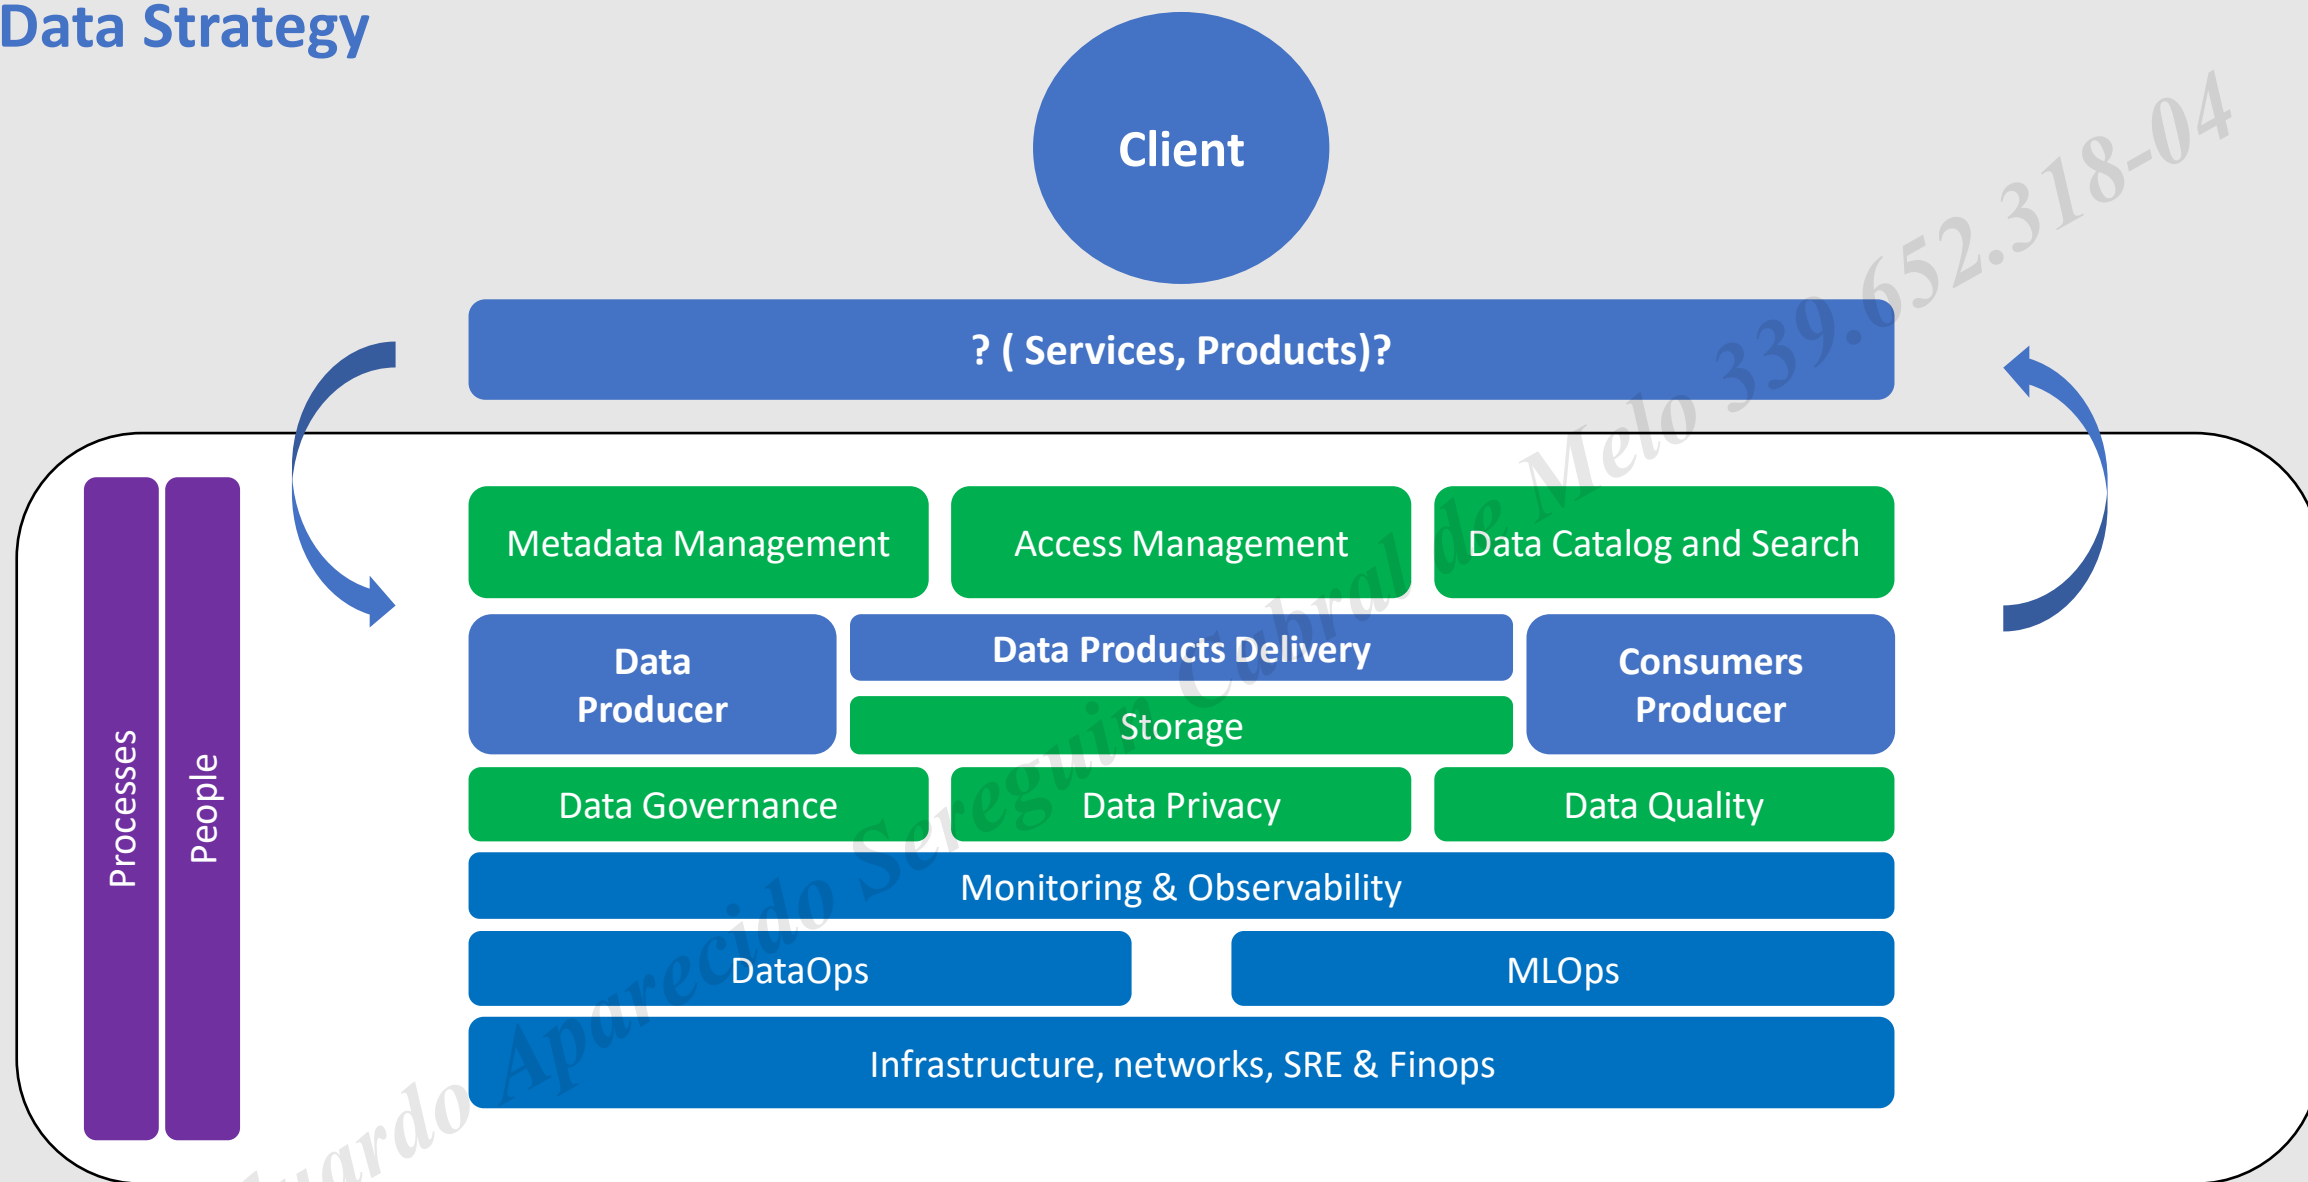 Data Strategy
Client
? ( Services, Products)?
Processes
People
Metadata Management
Access Management
Data Catalog and Search
Data
Producer
Data Products Delivery
Storage
Consumers
Producer
Data Governance
Data Privacy
Data Quality
Monitoring & Observability
DataOps
MLOps
Infrastructure, networks, SRE & Finops
Aparecido Sereguin Cabral de Melo 339.652.318-04